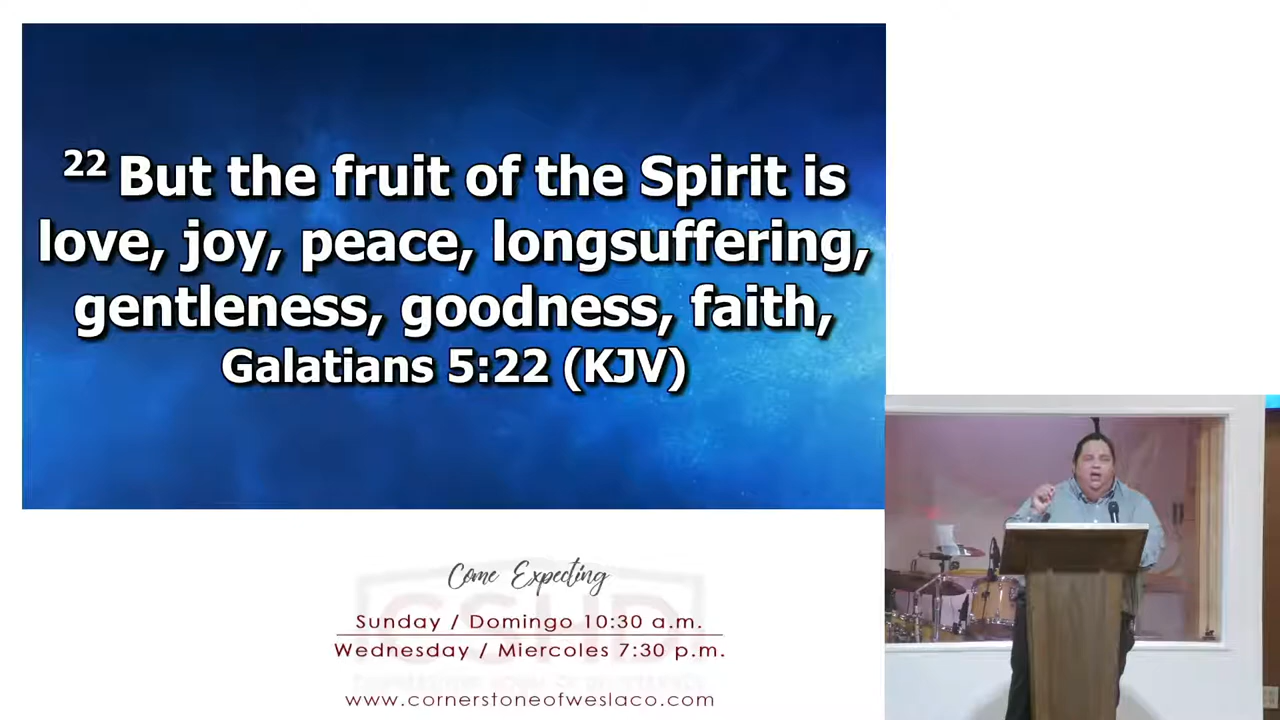 22 But the fruit of the Spirit is
love, joy, peace, longsuffering,
gentleness, goodness, faith,
Galatians 5:22 (KJV)
Come Expecting
Sunday / Domingo 10:30 a.m.
Wednesday / Miercoles 7:30 p.m.
www.cornerstoneofweslaco.com